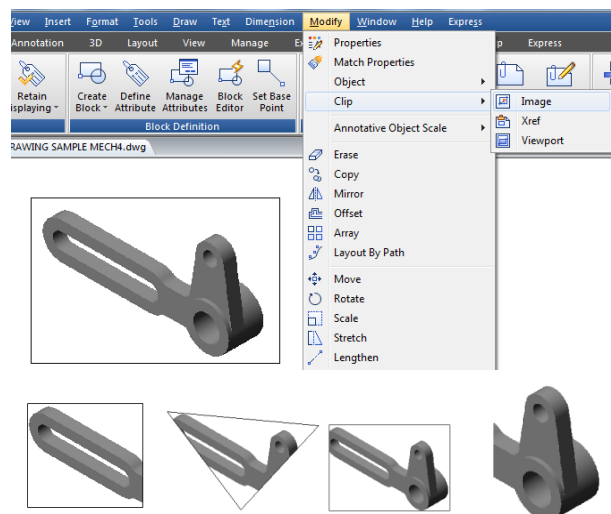 View Insert Format Tools Draw Text Dimension Modify Window Help Express
Annotation 3D Layout View Manage Express
Retain
Displaying
Create
Block
Define
Attribute
Manage
Attributes
Block
Editor
Set Base
Point
Block Definition
RAWING SAMPLE MECH4.dwg
Properties
Match Properties
Object
Clip
Image
Xref
Viewport
Annotative Object Scale
Erase
Copy
Mirror
Offset
Array
Layout By Path
Move
Rotate
Scale
Stretch
Lengthen